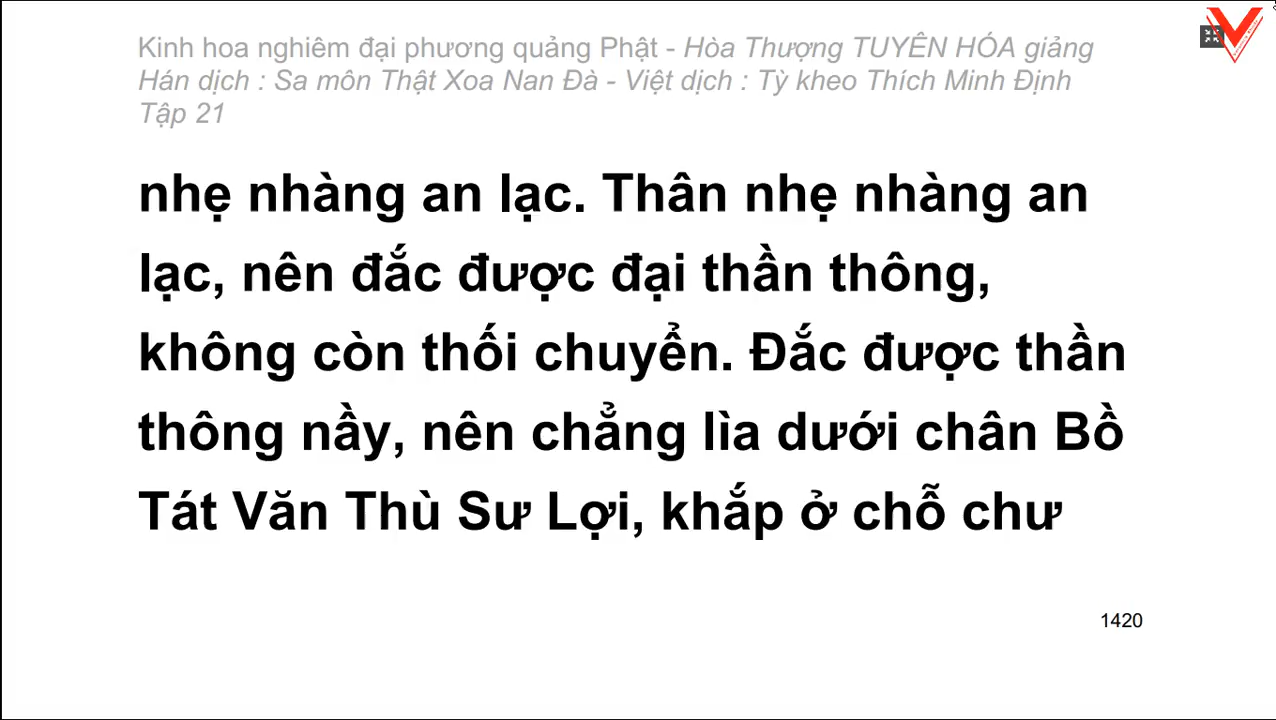 Kinh hoa nghiêm đại phương quảng Phật - Hòa Thượng TUYÊN HÓA giảng
Hán dịch : Sa môn Thật Xoa Nan Đà - Việt dịch : Tỳ kheo Thích Minh Định
Tập 21
nhẹ nhàng an lạc. Thân nhẹ nhàng an
lạc, nên đắc được đại thần thông,
không còn thối chuyển. Đắc được thần
thông nầy, nên chẳng lìa dưới chân Bồ
Tát Văn Thù Sư Lợi, khắp ở chỗ chư
1420